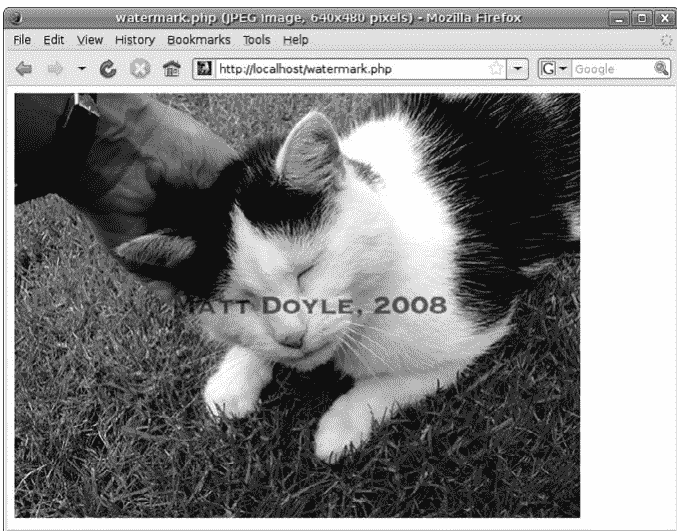 watermark.php (JPEG Image, 640x480 pixels) - Mozilla Firefox
File Edit View History Bookmarks Tools Help
http://localhost/watermark.php
G Google
Matt Doyle, 2008